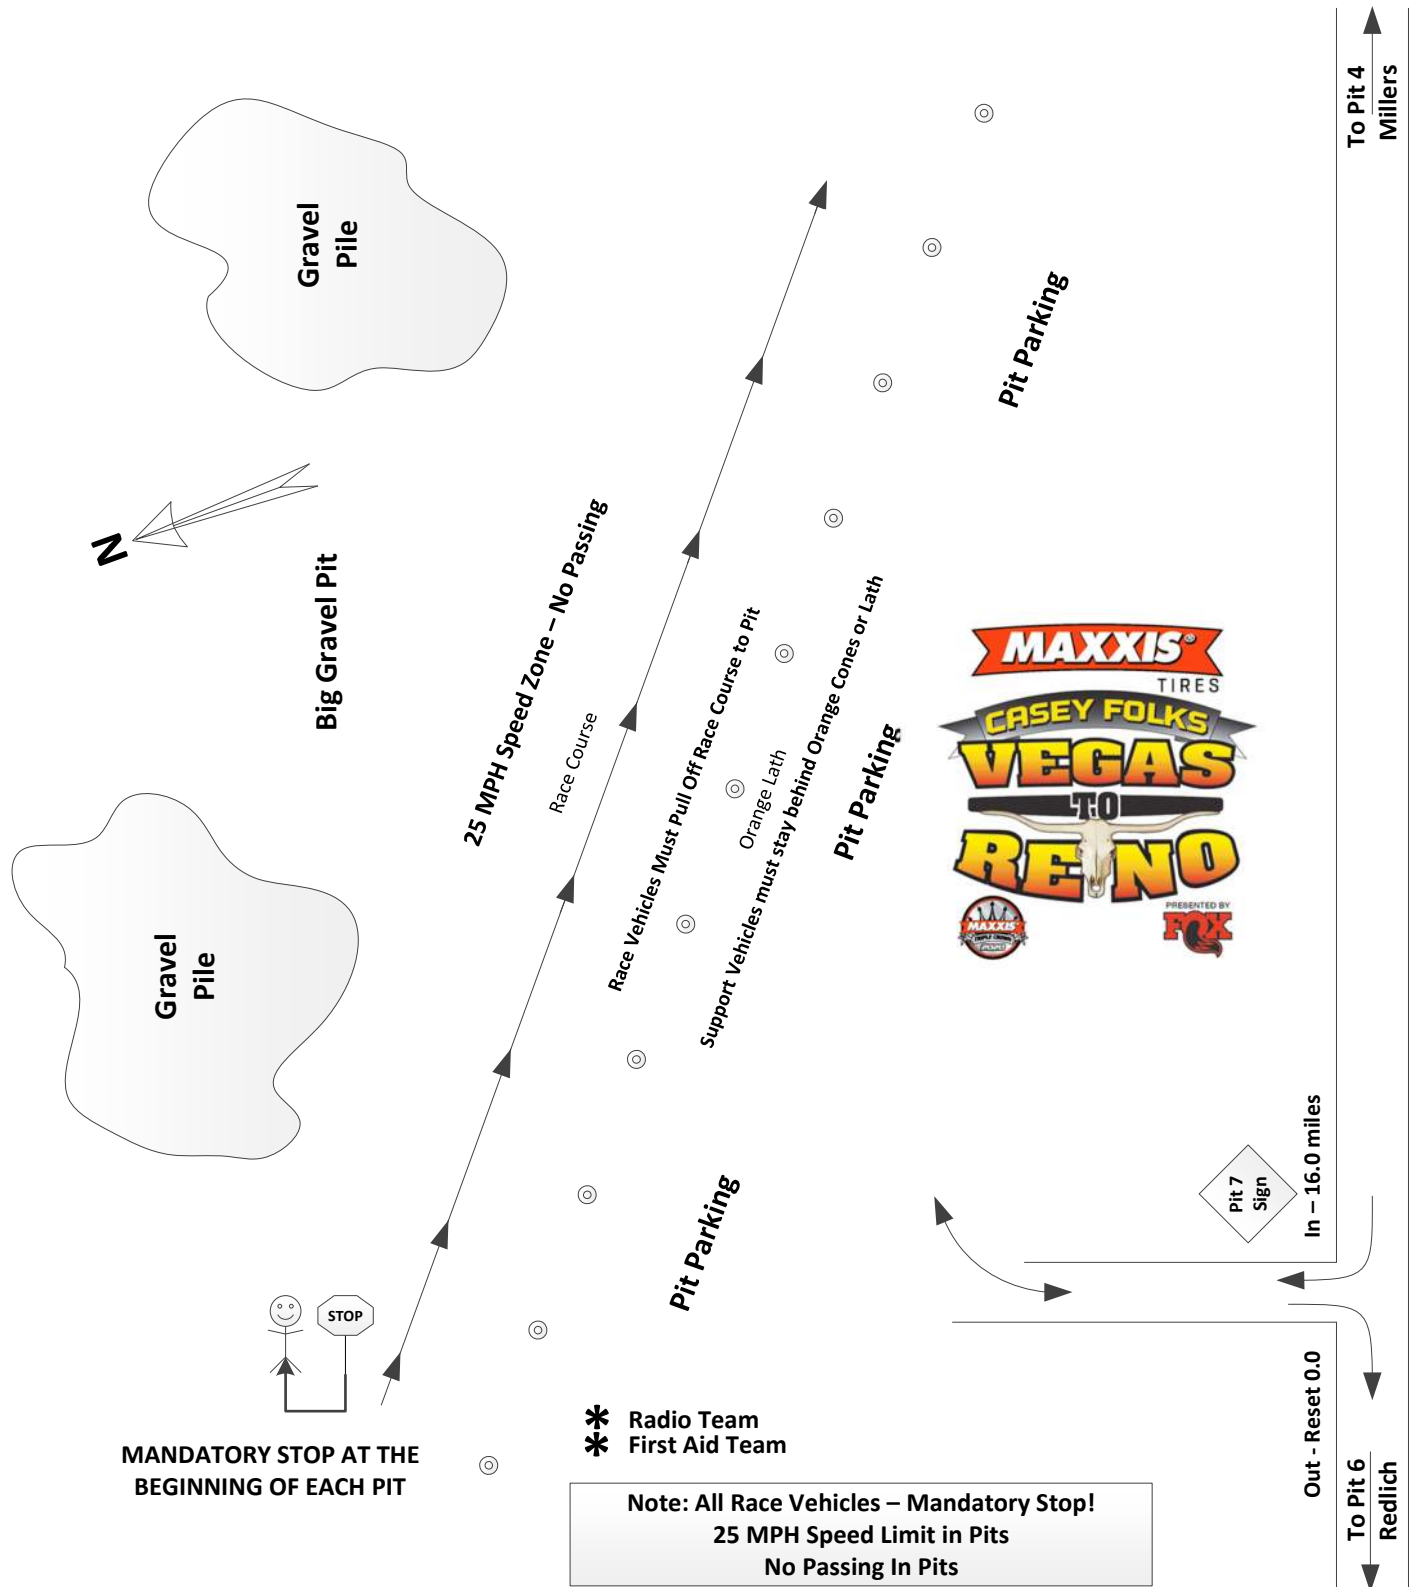 To Pit 4
Millers
Gravel
Pile
Pit Parking
N
Big Gravel Pit
25 MPH Speed Zone – No Passing
Race Course
Race Vehicles Must Pull Off Race Course to Pit
Orange Lath
Support Vehicles must stay behind Orange Cones or Lath
Pit Parking
MAXXIS®
TIRES
CASEY FOLKS
VEGAS
TO
RENO
PRESENTED BY
FOX
MAXXIS
TRIPLE CROWN
2020
Gravel
Pile
Pit Parking
Pit 7
Sign
In – 16.0 miles
STOP
MANDATORY STOP AT THE
BEGINNING OF EACH PIT
* Radio Team
* First Aid Team
Out - Reset 0.0
To Pit 6
Redlich
Note: All Race Vehicles – Mandatory Stop!
25 MPH Speed Limit in Pits
No Passing In Pits